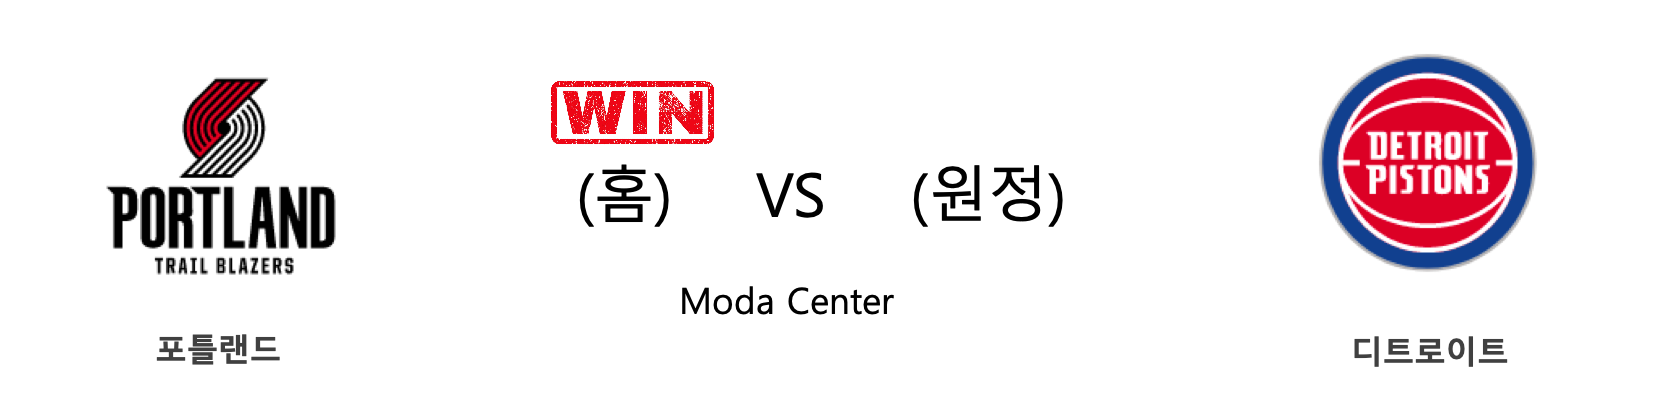 PORTLAND
TRAIL BLAZERS
포틀랜드
WIN
(홈) VS (원정)
Moda Center
DETROIT
PISTONS
디트로이트